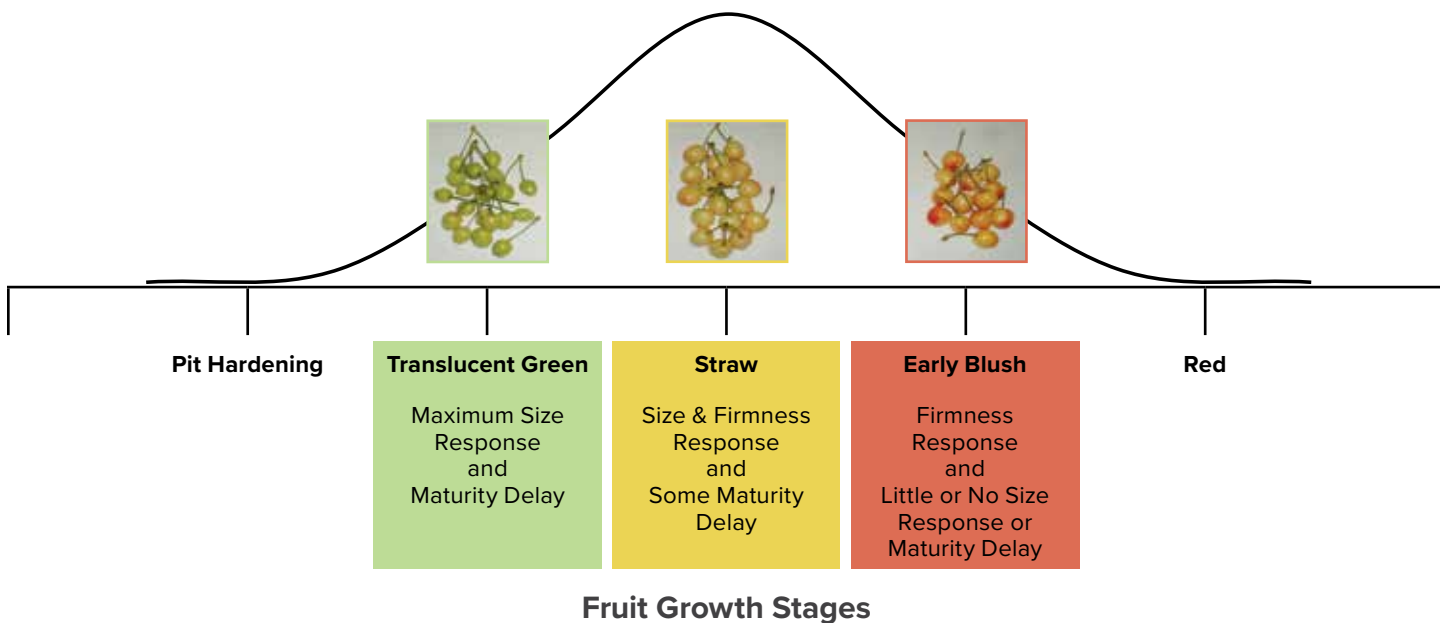 Pit Hardening
Translucent Green
Maximum Size
Response
and
Maturity Delay
Straw
Size & Firmness
Response
and
Some Maturity
Delay
Early Blush
Firmness
Response
and
Little or No Size
Response or
Maturity Delay
Red
Fruit Growth Stages